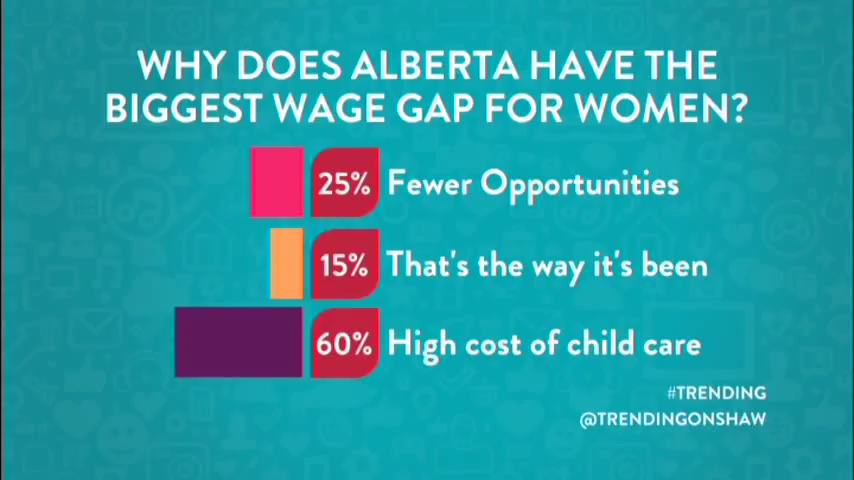 WHY DOES ALBERTA HAVE THE
BIGGEST WAGE GAP FOR WOMEN?
25% Fewer Opportunities
15% That's the way it's been
60% High cost of child care
#TRENDING
@TRENDINGONSHAW